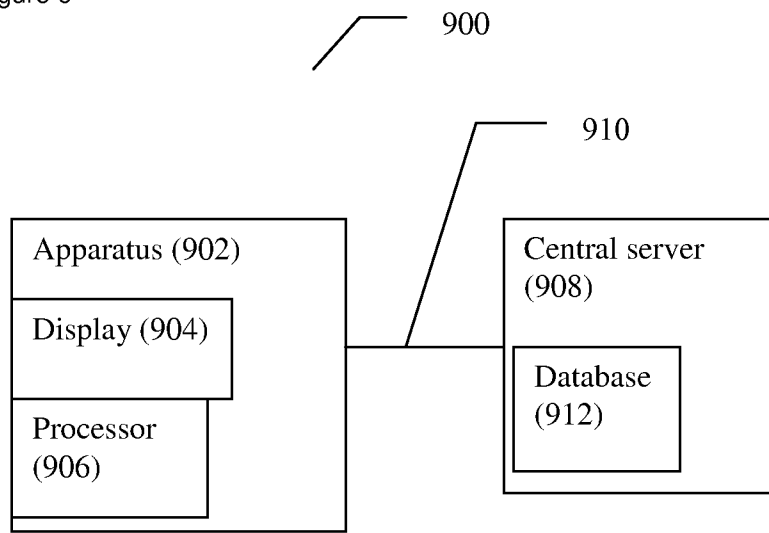 900
910
Apparatus (902)
Central server
(908)
Display (904)
Database
(912)
Processor
(906)